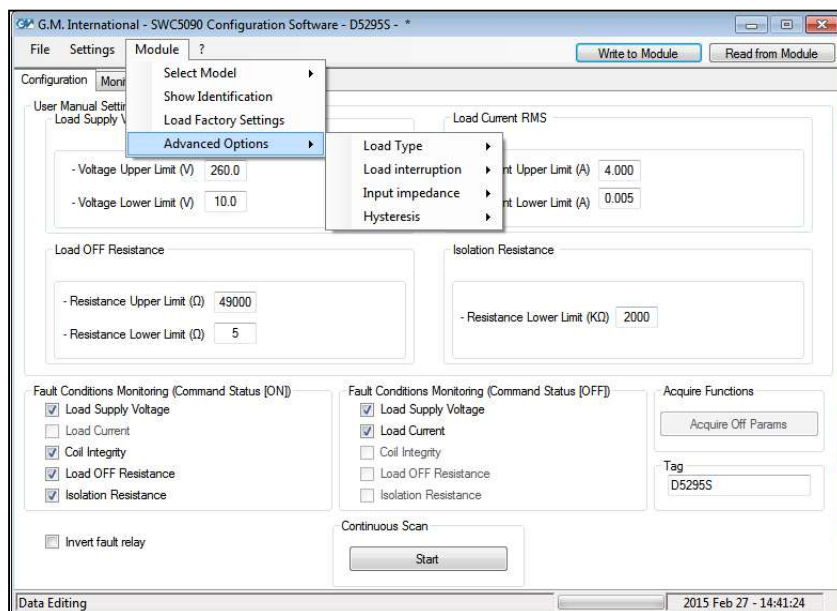 G.M. International - SWC5090 Configuration Software - D5295S - *
File Settings Module ?
Write to Module Read from Module
Select Model
Show Identification
Load Factory Settings
Advanced Options
Load Type
Load interruption
Input impedance
Hysteresis
Configuration
User Manual
Load Supply
- Voltage Upper Limit (V) 260.0
- Voltage Lower Limit (V) 10.0
Load Current RMS
Upper Limit (A) 4.000
Lower Limit (A) 0.005
Load OFF Resistance
- Resistance Upper Limit (Ω) 49000
- Resistance Lower Limit (Ω) 5
Isolation Resistance
- Resistance Lower Limit (KΩ) 2000
Fault Conditions Monitoring (Command Status [ON])
Load Supply Voltage
Load Current
Coil Integrity
Load OFF Resistance
Isolation Resistance
Fault Conditions Monitoring (Command Status [OFF])
Load Supply Voltage
Load Current
Coil Integrity
Load OFF Resistance
Isolation Resistance
Acquire Functions
Acquire Off Params
Tag
D5295S
Invert fault relay
Continuous Scan
Start
Data Editing
2015 Feb 27 - 14:41:24